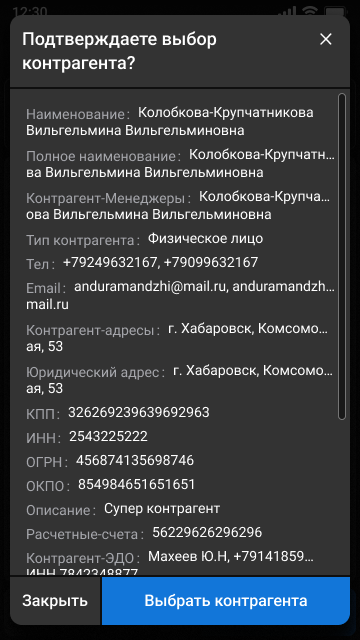 12:30
Подтверждаете выбор
контрагента?
Наименование: Колобкова-Крупчатникова
Вильгельмина Вильгельминовна
Полное наименование: Колобкова-Крупчатн...
ва Вильгельмина Вильгельминовна
Контрагент-Менеджеры: Колобкова-Крупча...
ова Вильгельмина Вильгельминовна
Тип контрагента: Физическое лицо
Тел: +79249632167, +79099632167
Email: anduramandzhi@mail.ru, anduramandzh...
mail.ru
Контрагент-адресы: г. Хабаровск, Комсомо...
ая, 53
Юридический адрес: г. Хабаровск, Комсомо...
ая, 53
КПП: 326269239639692963
ИНН: 2543225222
ОГРН: 456874135698746
ОКПО: 854984651651651
Описание: Супер контрагент
Расчетные-счета: 56229626296296
Контрагент-ЭДО: Махеев Ю.Н, +79141859...
ИНН 7842348877
Закрыть
Выбрать контрагента